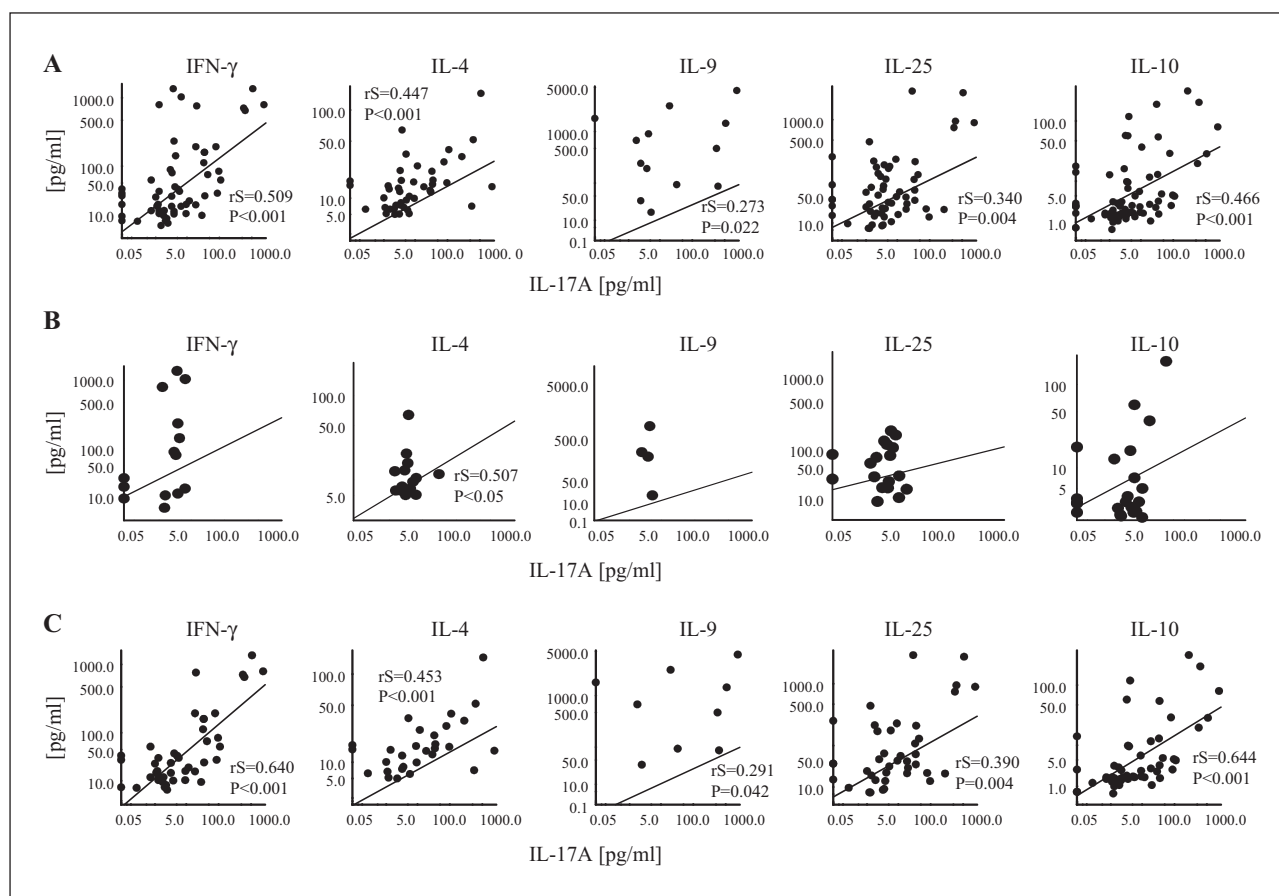 A
IFN-γ
IL-4
IL-9
IL-25
IL-10
[pg/ml]
1000.0
500.0
100.0
50.0
10.0
rS=0.509
P<0.001
0.05 5.0 100.0 1000.0
100.0
50.0
10.0
5.0
rS=0.447
P<0.001
0.05 5.0 100.0 1000.0
5000.0
1000.0
500.0
50.0
10.0
0.1
rS=0.273
P=0.022
0.05 5.0 100.0 1000.0
1000.0
500.0
100.0
50.0
10.0
rS=0.340
P=0.004
0.05 5.0 100.0 1000.0
100.0
50.0
5.0
1.0
rS=0.466
P<0.001
0.05 5.0 100.0 1000.0
IL-17A [pg/ml]
B
IFN-γ
IL-4
IL-9
IL-25
IL-10
[pg/ml]
1000.0
500.0
100.0
50.0
10.0
0.05 5.0 100.0 1000.0
100.0
50.0
5.0
rS=0.507
P<0.05
0.05 5.0 100.0 1000.0
5000.0
500.0
50.0
10.0
0.1
0.05 5.0 100.0 1000.0
1000.0
500.0
100.0
50.0
10.0
0.05 5.0 100.0 1000.0
100
50
10
5
0.05 5.0 100.0 1000.0
IL-17A [pg/ml]
C
IFN-γ
IL-4
IL-9
IL-25
IL-10
[pg/ml]
1000.0
500.0
100.0
50.0
10.0
rS=0.640
P<0.001
0.05 5.0 100.0 1000.0
100.0
50.0
10.0
5.0
rS=0.453
P<0.001
0.05 5.0 100.0 1000.0
5000.0
1000.0
500.0
50.0
10.0
0.1
rS=0.291
P=0.042
0.05 5.0 100.0 1000.0
1000.0
500.0
50.0
10.0
rS=0.390
P=0.004
0.05 5.0 100.0 1000.0
100.0
50.0
5.0
1.0
rS=0.644
P<0.001
0.05 5.0 100.0 1000.0
IL-17A [pg/ml]